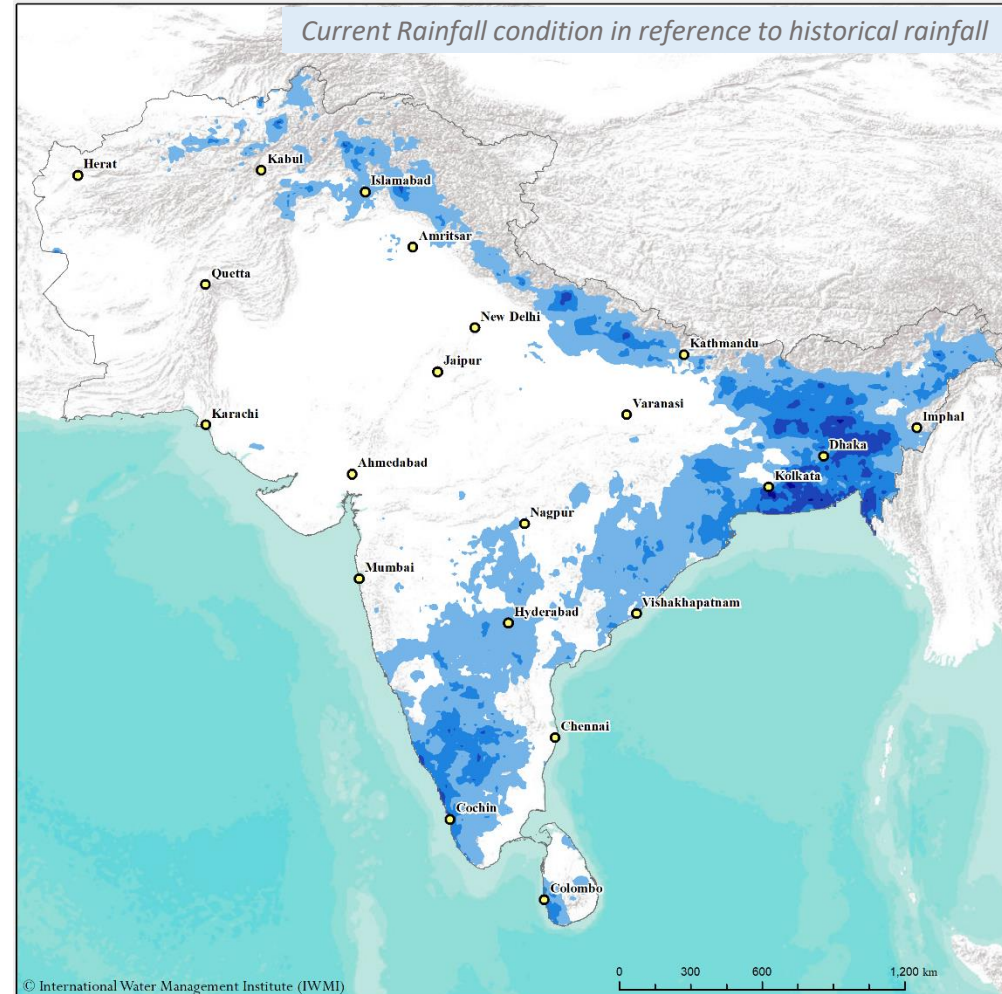 Current Rainfall condition in reference to historical rainfall
Herat
Kabul
Islamabad
Amritsar
Quetta
New Delhi
Kathmandu
Jaipur
Karachi
Varanasi
Imphal
Dhaka
Ahmedabad
Kolkata
Nagpur
Mumbai
Vishakhapatnam
Hyderabad
Chennai
Cochin
Colombo
0 300 600 1,200 km
© International Water Management Institute (IWMI)